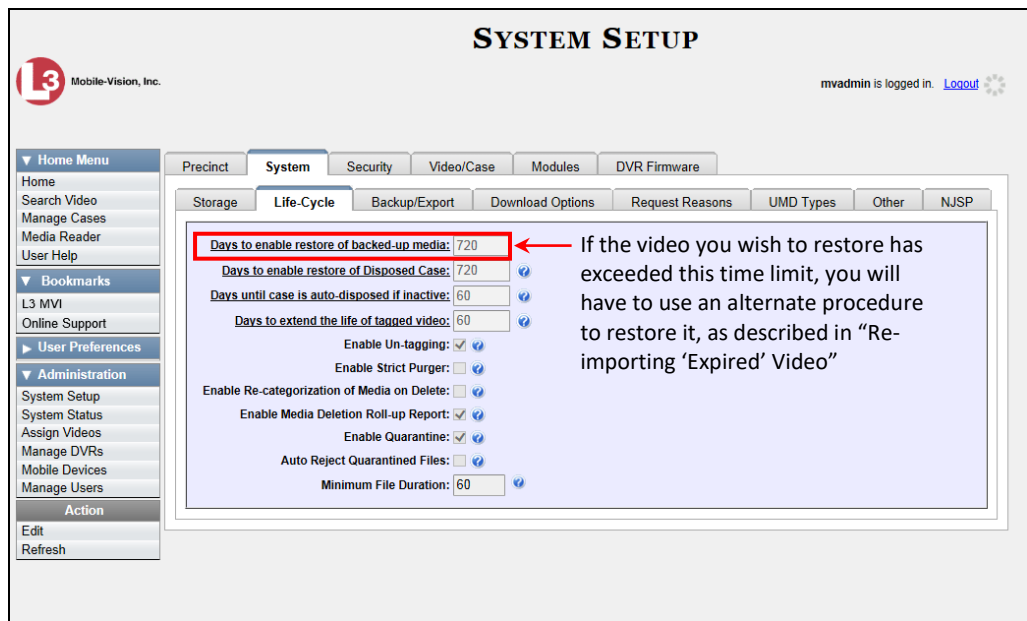 SYSTEM SETUP
L3 Mobile-Vision, Inc.
mvadmin is logged in. Logout
▼ Home Menu
Home
Search Video
Manage Cases
Media Reader
User Help
▼ Bookmarks
L3 MVI
Online Support
▶ User Preferences
▼ Administration
System Setup
System Status
Assign Videos
Manage DVRs
Mobile Devices
Manage Users
Action
Edit
Refresh
Precinct System Security Video/Case Modules DVR Firmware
Storage Life-Cycle Backup/Export Download Options Request Reasons UMD Types Other NJSP
Days to enable restore of backed-up media: 720
Days to enable restore of Disposed Case: 720 ?
Days until case is auto-disposed if inactive: 60 ?
Days to extend the life of tagged video: 60 ?
Enable Un-tagging: ?
Enable Strict Purger: ?
Enable Re-categorization of Media on Delete: ?
Enable Media Deletion Roll-up Report: ?
Enable Quarantine: ?
Auto Reject Quarantined Files: ?
Minimum File Duration: 60 ?
If the video you wish to restore has
exceeded this time limit, you will
have to use an alternate procedure
to restore it, as described in “Re-
importing ‘Expired’ Video”